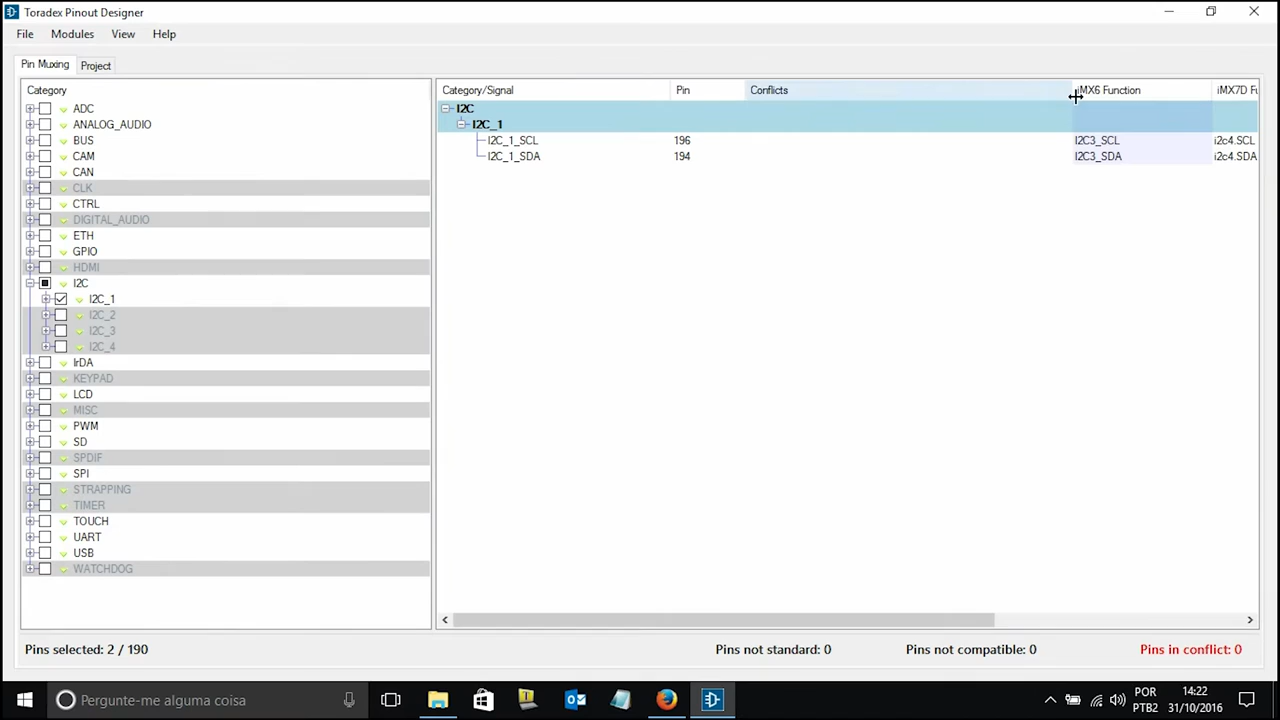 Toradex Pinout Designer
File Modules View Help
Pin Muxing Project
Category
ADC
ANALOG_AUDIO
BUS
CAM
CAN
CLK
CTRL
DIGITAL_AUDIO
ETH
GPIO
HDMI
I2C
I2C_1
I2C_2
I2C_3
I2C_4
IrDA
KEYPAD
LCD
MISC
PWM
SD
SPDIF
SPI
STRAPPING
TIMER
TOUCH
UART
USB
WATCHDOG
Category/Signal Pin Conflicts iMX6 Function iMX7D Fu
I2C
I2C_1
I2C_1_SCL 196 I2C3_SCL i2c4.SCL
I2C_1_SDA 194 I2C3_SDA i2c4.SDA
Pins selected: 2 / 190 Pins not standard: 0 Pins not compatible: 0 Pins in conflict: 0
Pergunte-me alguma coisa
POR
PTB2
14:22
31/10/2016